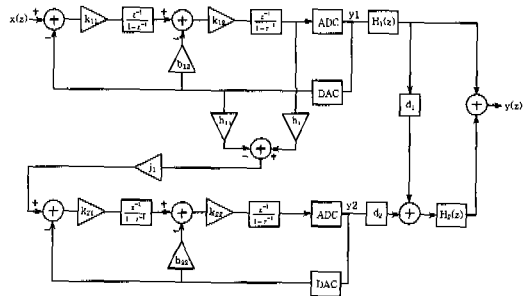 x(z) + k₁₁ z⁻¹ / 1-z⁻¹ + k₁₂ z⁻¹ / 1-z⁻¹ ADC y1 H₁(z)
- -
b₁₂
DAC
d₁
h₁₁ h₁
y(z)
- +
j₁
+ k₂₁ z⁻¹ / 1-z⁻¹ + k₂₂ z⁻¹ / 1-z⁻¹ ADC y2 d₂ H₂(z)
- -
b₂₂
DAC